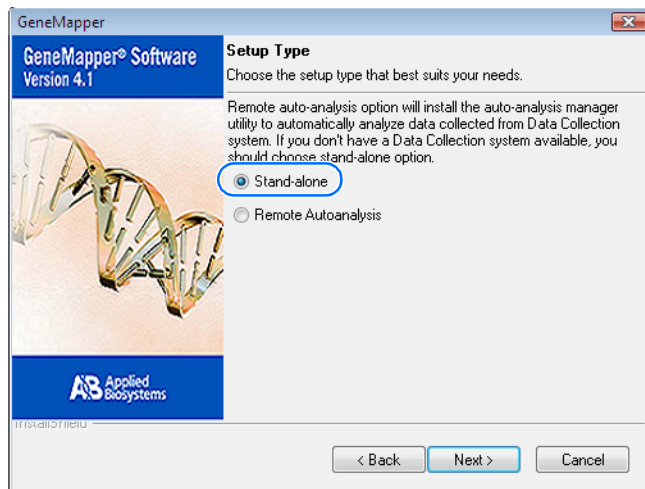 GeneMapper
GeneMapper® Software
Version 4.1
Setup Type
Choose the setup type that best suits your needs.
Remote auto-analysis option will install the auto-analysis manager
utility to automatically analyze data collected from Data Collection
system. If you don't have a Data Collection system available, you
should choose stand-alone option.
Stand-alone
Remote Autoanalysis
AB Applied
Biosystems
InstallShield
< Back
Next >
Cancel